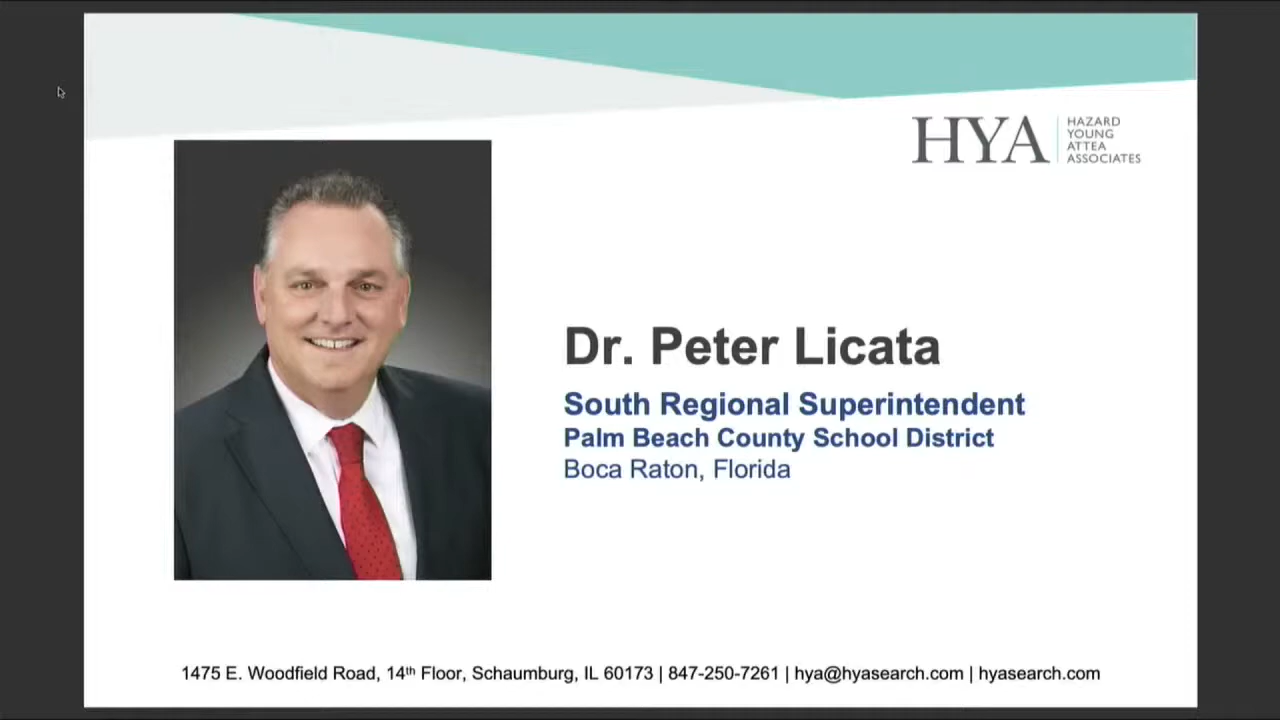 HYA
HAZARD
YOUNG
ATTEA
ASSOCIATES
Dr. Peter Licata
South Regional Superintendent
Palm Beach County School District
Boca Raton, Florida
1475 E. Woodfield Road, 14th Floor, Schaumburg, IL 60173 | 847-250-7261 | hya@hyasearch.com | hyasearch.com